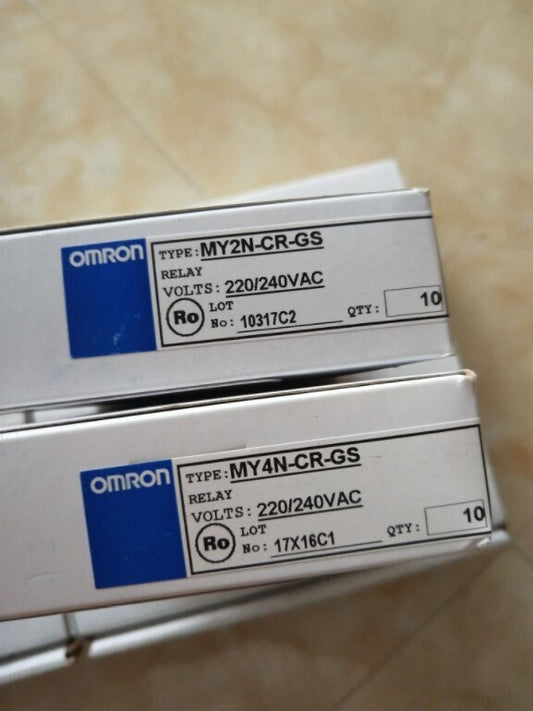 OMRON
TYPE: MY2N-CR-GS
RELAY
VOLTS: 220/240VAC
Ro
LOT
No: 10317C2
QTY: 10
OMRON
TYPE: MY4N-CR-GS
RELAY
VOLTS: 220/240VAC
Ro
LOT
No: 17X16C1
QTY: 10